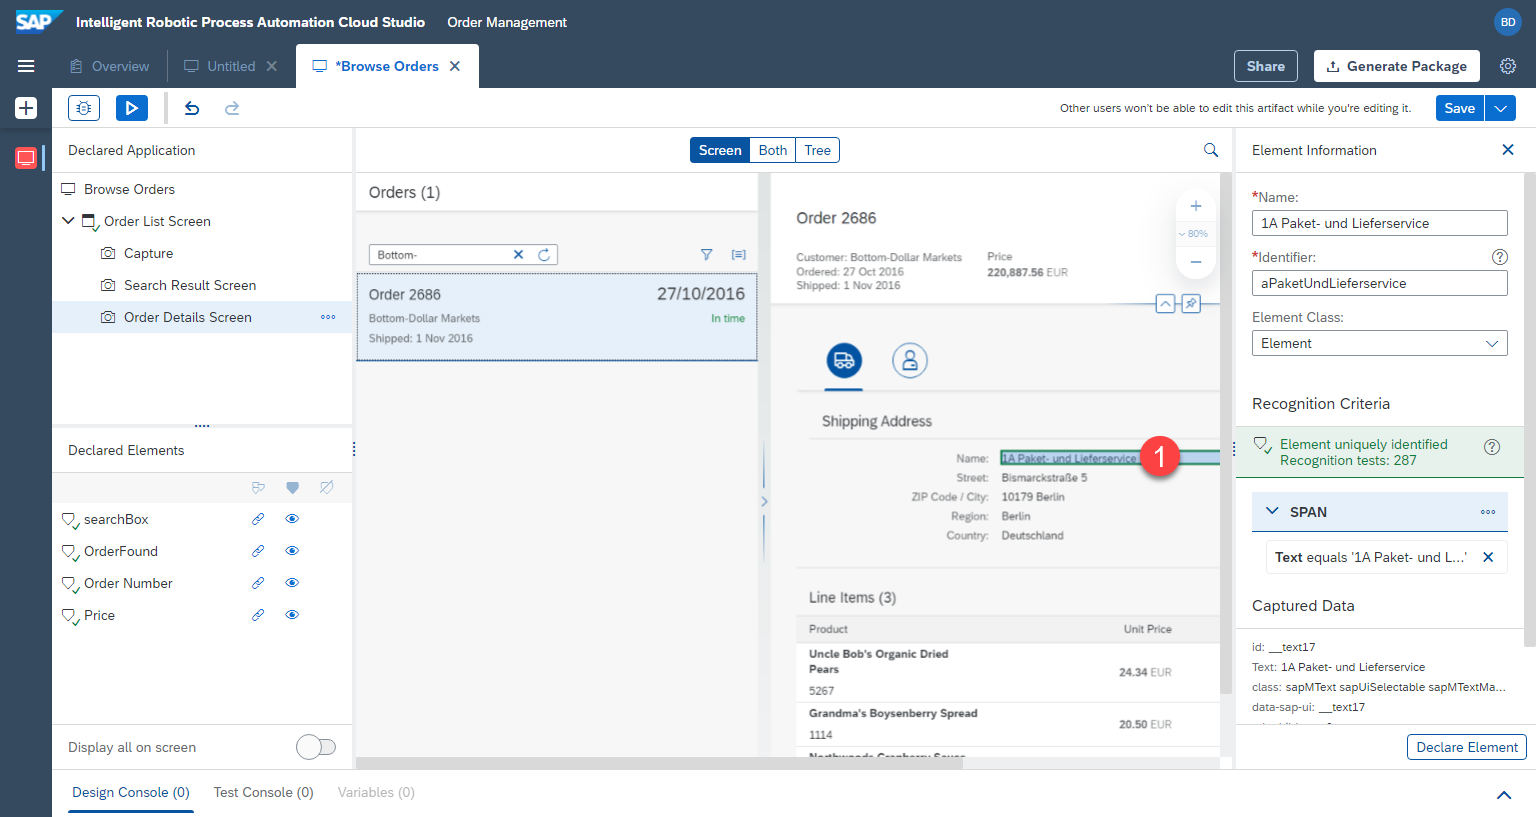 SAP Intelligent Robotic Process Automation Cloud Studio Order Management BD
Overview Untitled *Browse Orders Share Generate Package
Other users won't be able to edit this artifact while you're editing it. Save
Declared Application
Browse Orders
Order List Screen
Capture
Search Result Screen
Order Details Screen
Declared Elements
searchBox
OrderFound
Order Number
Price
Display all on screen
Screen Both Tree
Orders (1)
Bottom-
Order 2686 27/10/2016
Bottom-Dollar Markets In time
Shipped: 1 Nov 2016
Order 2686
80%
Customer: Bottom-Dollar Markets Price
Ordered: 27 Oct 2016 220,887.56 EUR
Shipped: 1 Nov 2016
Shipping Address
Name: 1A Paket- und Lieferservice 1
Street: Bismarckstraße 5
ZIP Code / City: 10179 Berlin
Region: Berlin
Country: Deutschland
Line Items (3)
Product Unit Price
Uncle Bob's Organic Dried
Pears
24.34 EUR
5267
Grandma's Boysenberry Spread
20.50 EUR
1114
Northwoods Cranberry Sauce
Element Information
*Name:
1A Paket- und Lieferservice
*Identifier:
aPaketUndLieferservice
Element Class:
Element
Recognition Criteria
Element uniquely identified
Recognition tests: 287
SPAN
Text equals '1A Paket- und L...'
Captured Data
id: __text17
Text: 1A Paket- und Lieferservice
class: sapMText sapUiSelectable sapMTextMa...
data-sap-ui: __text17
Declare Element
Design Console (0) Test Console (0) Variables (0)